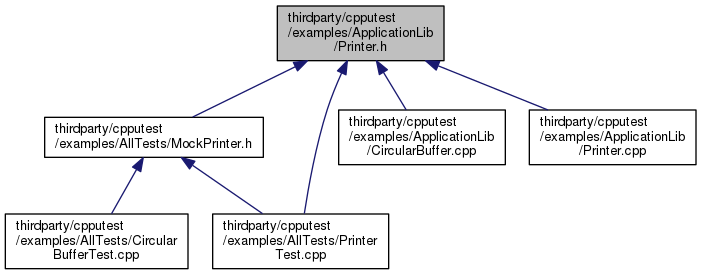 thirdparty/cpputest
/examples/ApplicationLib
/Printer.h
thirdparty/cpputest
/examples/AllTests/MockPrinter.h
thirdparty/cpputest
/examples/ApplicationLib
/CircularBuffer.cpp
thirdparty/cpputest
/examples/ApplicationLib
/Printer.cpp
thirdparty/cpputest
/examples/AllTests/Circular
BufferTest.cpp
thirdparty/cpputest
/examples/AllTests/Printer
Test.cpp